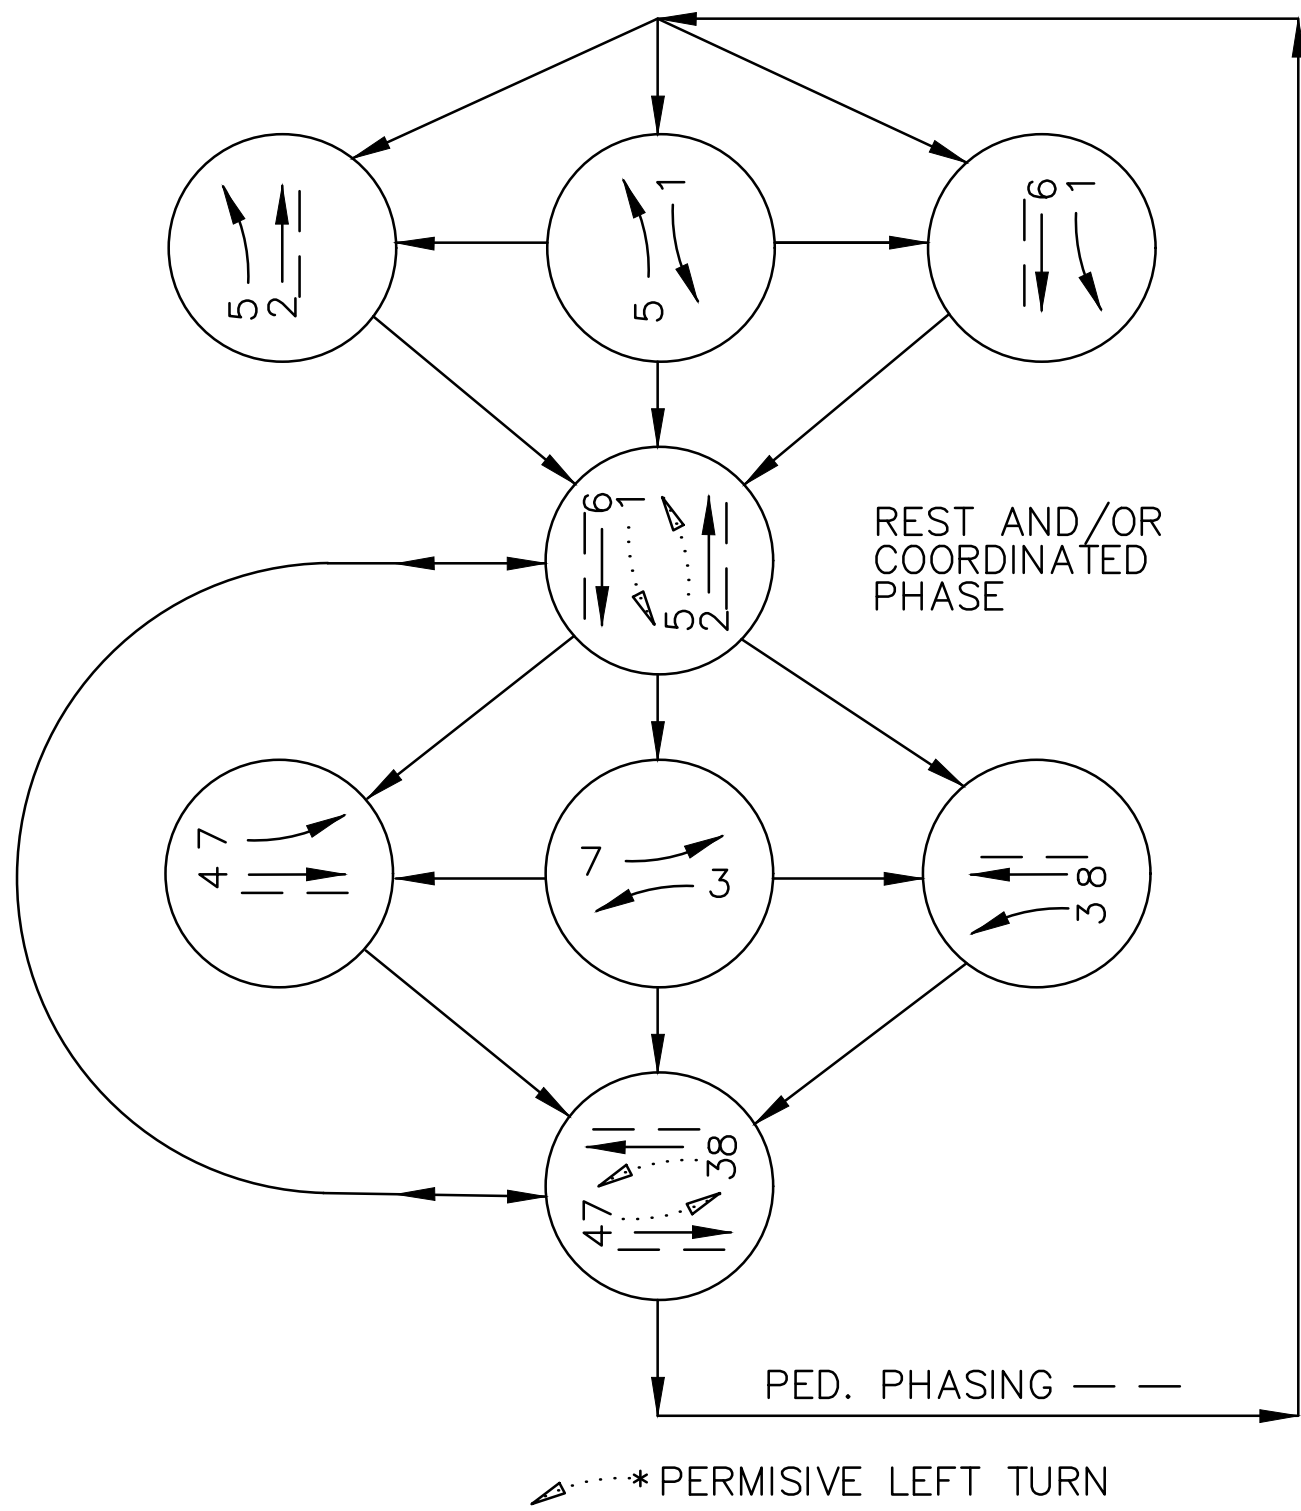 5 2
5 1
6 1
6 1
5 2
REST AND/OR
COORDINATED
PHASE
4 7
7 3
3 8
38
47
PED. PHASING — —
* PERMISIVE LEFT TURN